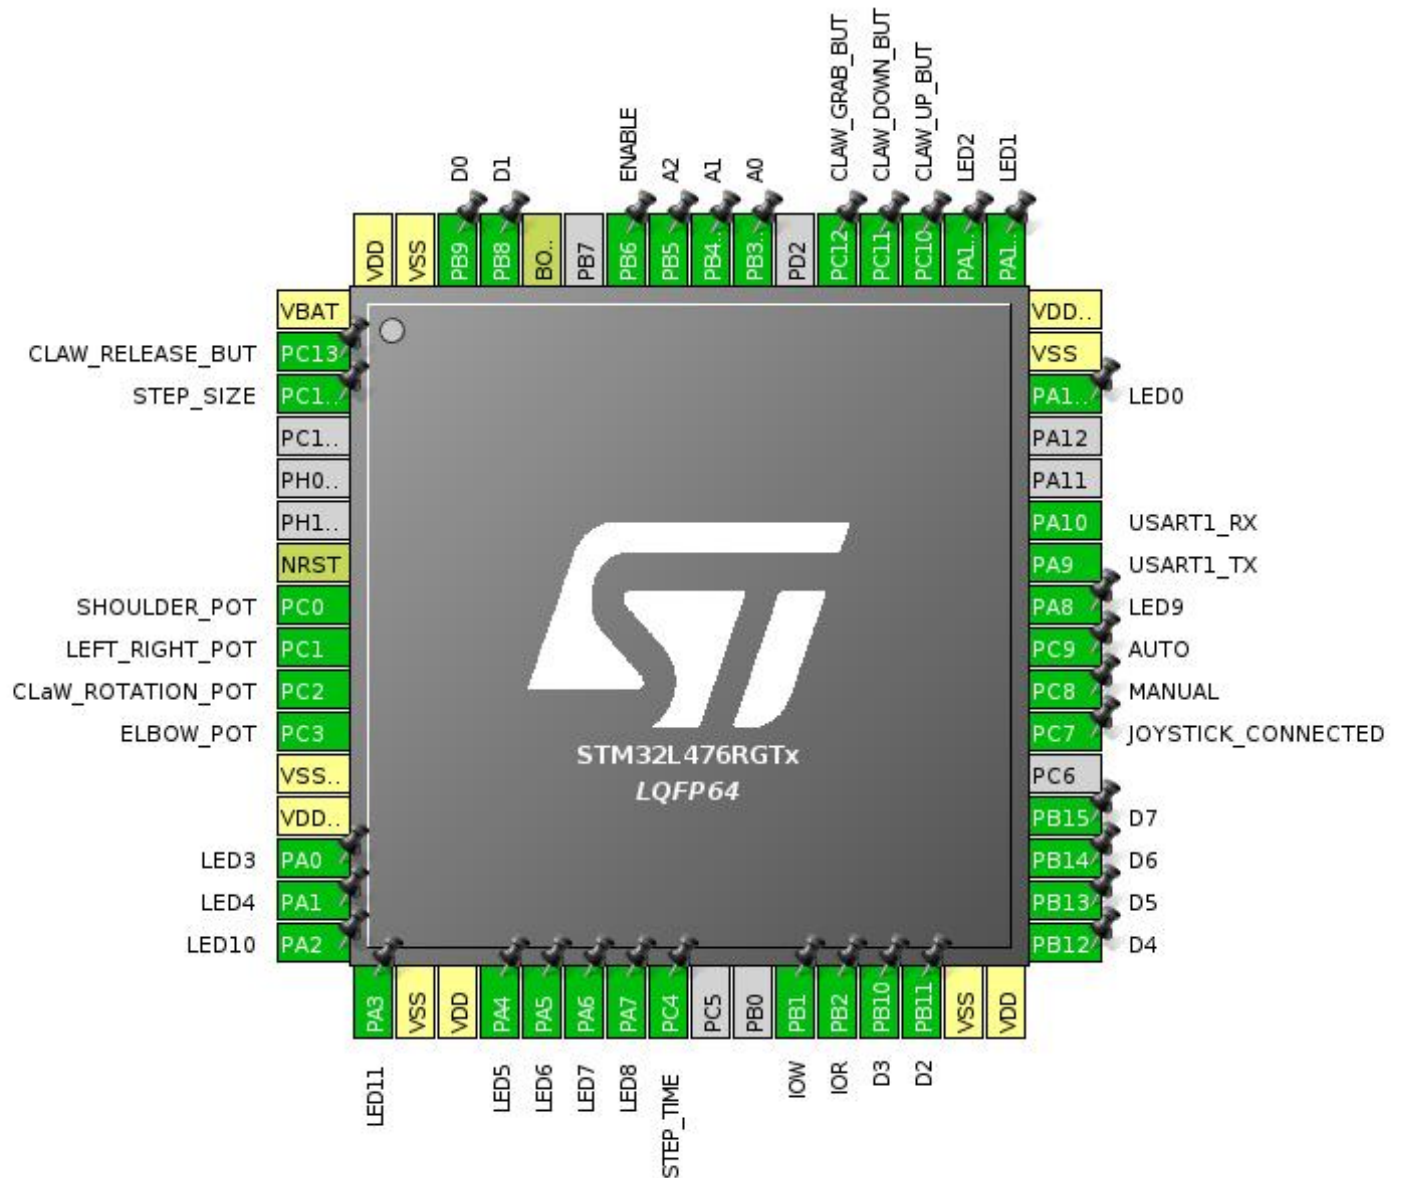 CLAW_GRAB_BUT
CLAW_DOWN_BUT
CLAW_UP_BUT
LED2
LED1
ENABLE
A2
A1
A0
D0
D1
VDD
VSS
PB9
PB8
BO..
PB7
PB6
PB5
PB4..
PB3..
PD2
PC12
PC11
PC10
PA1..
PA1..
VBAT
CLAW_RELEASE_BUT PC13
STEP_SIZE PC1..
PC1..
PH0..
PH1..
NRST
SHOULDER_POT PC0
LEFT_RIGHT_POT PC1
CLaW_ROTATION_POT PC2
ELBOW_POT PC3
VSS..
VDD..
LED3 PA0
LED4 PA1
LED10 PA2
VDD..
VSS
PA1.. LED0
PA12
PA11
PA10 USART1_RX
PA9 USART1_TX
PA8 LED9
PC9 AUTO
PC8 MANUAL
PC7 JOYSTICK_CONNECTED
PC6
PB15 D7
PB14 D6
PB13 D5
PB12 D4
ST
STM32L476RGTx
LQFP64
PA3
VSS
VDD
PA4
PA5
PA6
PA7
PC4
PC5
PB0
PB1
PB2
PB10
PB11
VSS
VDD
LED11
LED5
LED6
LED7
LED8
STEP_TIME
IOW
IOR
D3
D2